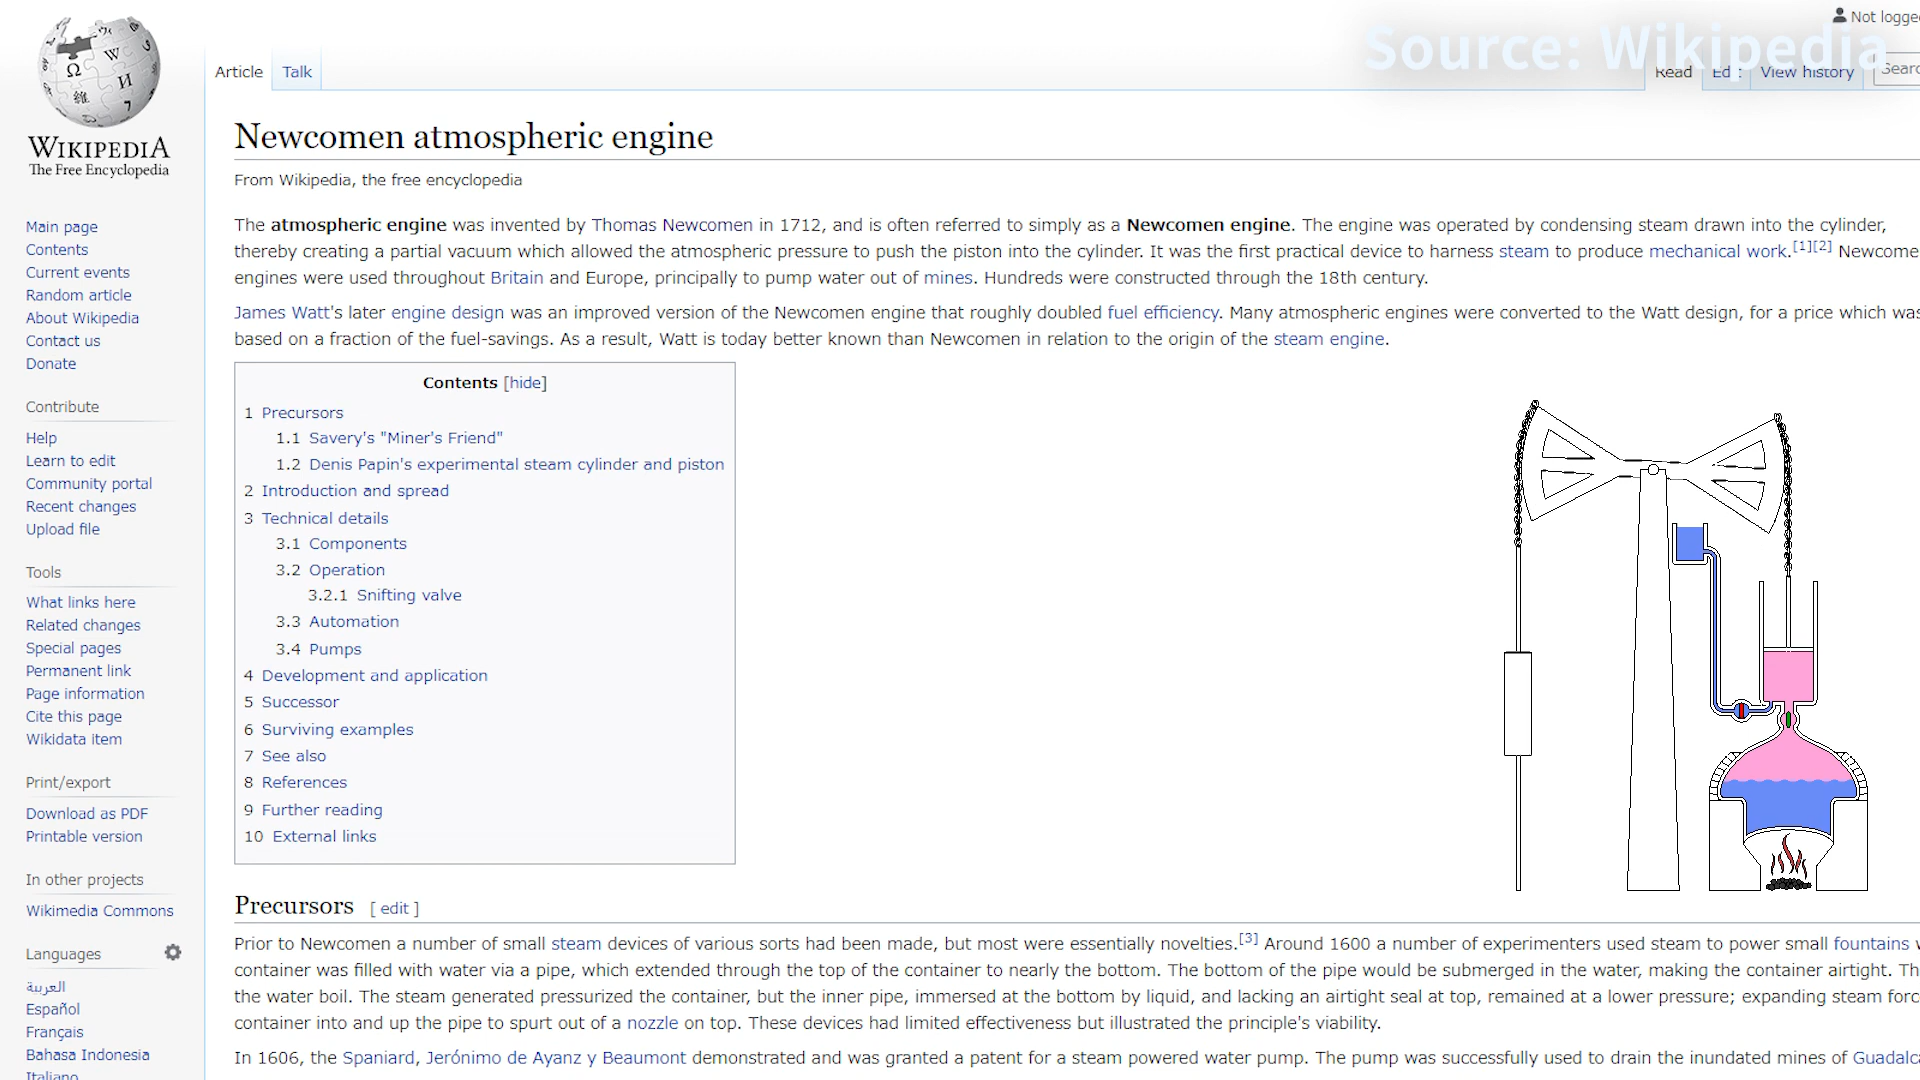 Source: Wikipedia
Not logge
WIKIPEDIA
The Free Encyclopedia
Article
Talk
Read
View history
Newcomen atmospheric engine
From Wikipedia, the free encyclopedia
The atmospheric engine was invented by Thomas Newcomen in 1712, and is often referred to simply as a Newcomen engine. The engine was operated by condensing steam drawn into the cylinder,
thereby creating a partial vacuum which allowed the atmospheric pressure to push the piston into the cylinder. It was the first practical device to harness steam to produce mechanical work.[1][2] Newcome
engines were used throughout Britain and Europe, principally to pump water out of mines. Hundreds were constructed through the 18th century.
James Watt's later engine design was an improved version of the Newcomen engine that roughly doubled fuel efficiency. Many atmospheric engines were converted to the Watt design, for a price which was
based on a fraction of the fuel-savings. As a result, Watt is today better known than Newcomen in relation to the origin of the steam engine.
Contents [hide]
1 Precursors
1.1 Savery's "Miner's Friend"
1.2 Denis Papin's experimental steam cylinder and piston
2 Introduction and spread
3 Technical details
3.1 Components
3.2 Operation
3.2.1 Snifting valve
3.3 Automation
3.4 Pumps
4 Development and application
5 Successor
6 Surviving examples
7 See also
8 References
9 Further reading
10 External links
Precursors [ edit ]
Prior to Newcomen a number of small steam devices of various sorts had been made, but most were essentially novelties.[3] Around 1600 a number of experimenters used steam to power small fountains
container was filled with water via a pipe, which extended through the top of the container to nearly the bottom. The bottom of the pipe would be submerged in the water, making the container airtight. Th
the water boil. The steam generated pressurized the container, but the inner pipe, immersed at the bottom by liquid, and lacking an airtight seal at top, remained at a lower pressure; expanding steam forc
container into and up the pipe to spurt out of a nozzle on top. These devices had limited effectiveness but illustrated the principle's viability.
In 1606, the Spaniard, Jerónimo de Ayanz y Beaumont demonstrated and was granted a patent for a steam powered water pump. The pump was successfully used to drain the inundated mines of Guadalca
Main page
Contents
Current events
Random article
About Wikipedia
Contact us
Donate
Contribute
Help
Learn to edit
Community portal
Recent changes
Upload file
Tools
What links here
Related changes
Special pages
Permanent link
Page information
Cite this page
Wikidata item
Print/export
Download as PDF
Printable version
In other projects
Wikimedia Commons
Languages
العربية
Español
Français
Bahasa Indonesia
Italiano